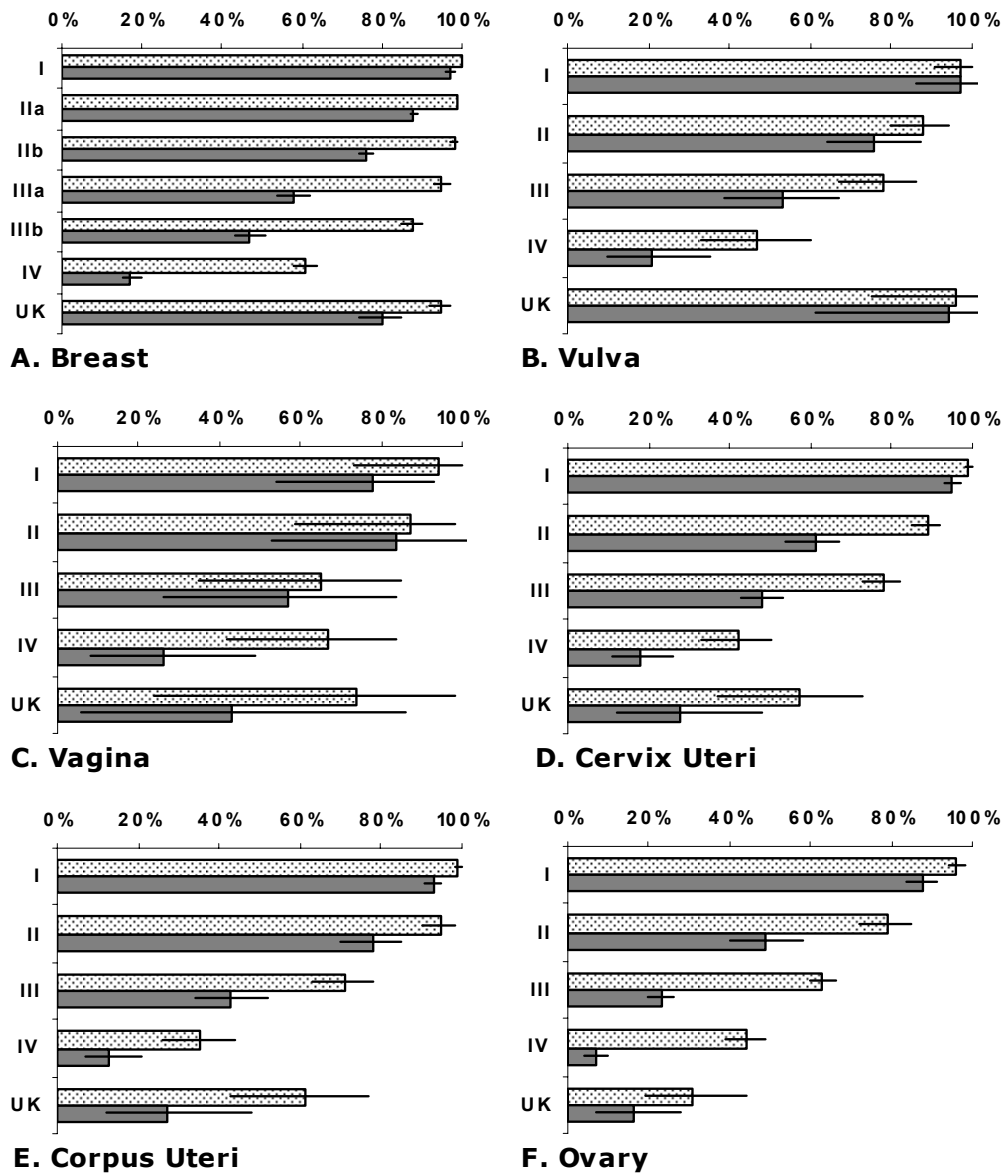 0% 20% 40% 60% 80% 100%
I
IIa
IIb
IIIa
IIIb
IV
UK
A. Breast
0% 20% 40% 60% 80% 100%
I
II
III
IV
UK
B. Vulva
0% 20% 40% 60% 80% 100%
I
II
III
IV
UK
C. Vagina
0% 20% 40% 60% 80% 100%
I
II
III
IV
UK
D. Cervix Uteri
0% 20% 40% 60% 80% 100%
I
II
III
IV
UK
E. Corpus Uteri
0% 20% 40% 60% 80% 100%
I
II
III
IV
UK
F. Ovary